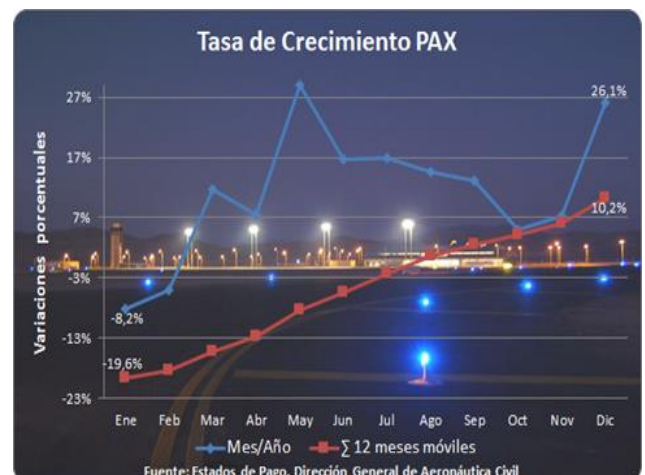 Tasa de Crecimiento PAX
Variaciones porcentuales
27%
17%
7%
-3%
-13%
-23%
26,1%
10,2%
-8,2%
-19,6%
Ene Feb Mar Abr May Jun Jul Ago Sep Oct Nov Dic
Mes/Año ∑ 12 meses móviles
Fuente: Estados de Pago, Dirección General de Aeronáutica Civil